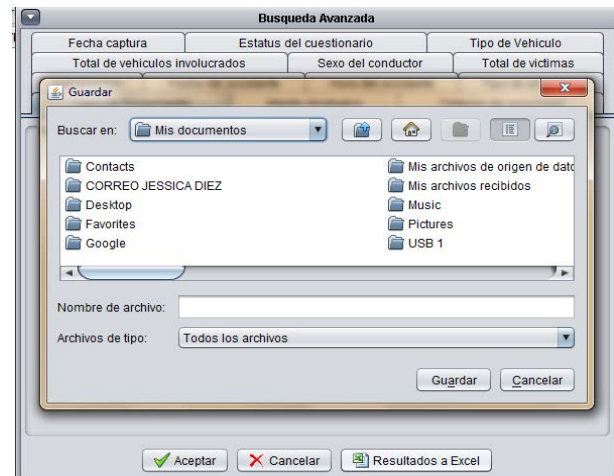 Busqueda Avanzada
Fecha captura Estatus del cuestionario Tipo de Vehiculo
Total de vehiculos involucrados Sexo del conductor Total de victimas
Guardar
Buscar en: Mis documentos
Contacts
CORREO JESSICA DIEZ
Desktop
Favorites
Google
Mis archivos de origen de dato
Mis archivos recibidos
Music
Pictures
USB 1
Nombre de archivo:
Archivos de tipo: Todos los archivos
Guardar Cancelar
Aceptar Cancelar Resultados a Excel